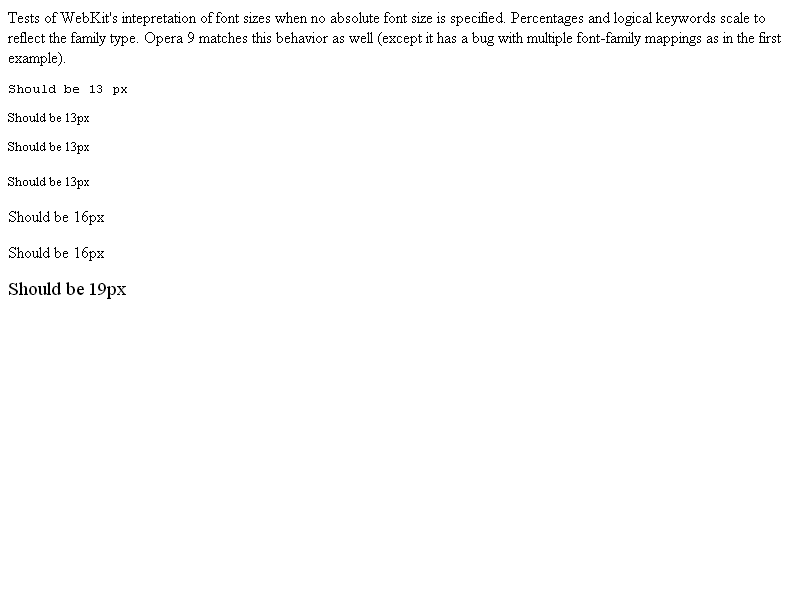 Tests of WebKit's intepretation of font sizes when no absolute font size is specified. Percentages and logical keywords scale to
reflect the family type. Opera 9 matches this behavior as well (except it has a bug with multiple font-family mappings as in the first
example).
Should be 13 px
Should be 13px
Should be 13px
Should be 13px
Should be 16px
Should be 16px
Should be 19px